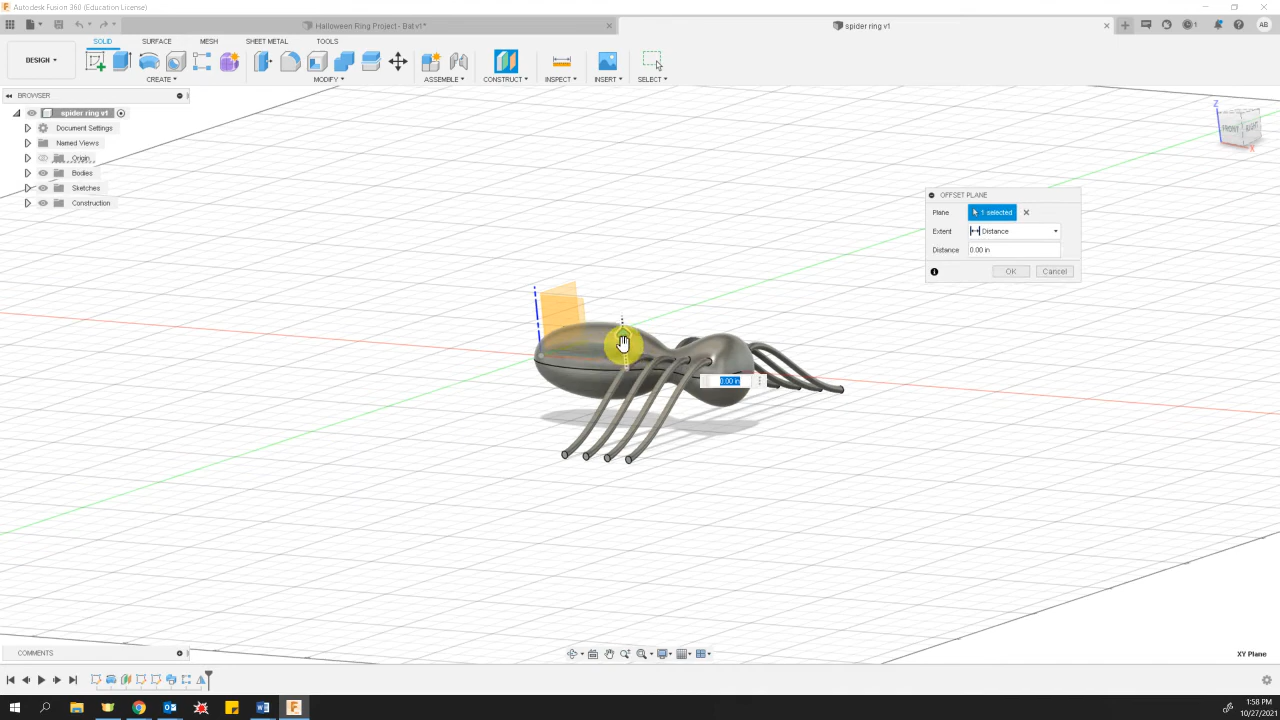 Autodesk Fusion 360 (Education License)
Halloween Ring Project - Bat v1*
spider ring v1
AB
SOLID SURFACE MESH SHEET METAL TOOLS
DESIGN
CREATE MODIFY ASSEMBLE CONSTRUCT INSPECT INSERT SELECT
BROWSER
spider ring v1
Document Settings
Named Views
Origin
Bodies
Sketches
Construction
Z
FRONT RIGHT
X
OFFSET PLANE
Plane 1 selected
Extent Distance
Distance 0.00 in
OK Cancel
0.00 in
COMMENTS
XY Plane
1:58 PM
10/27/2021